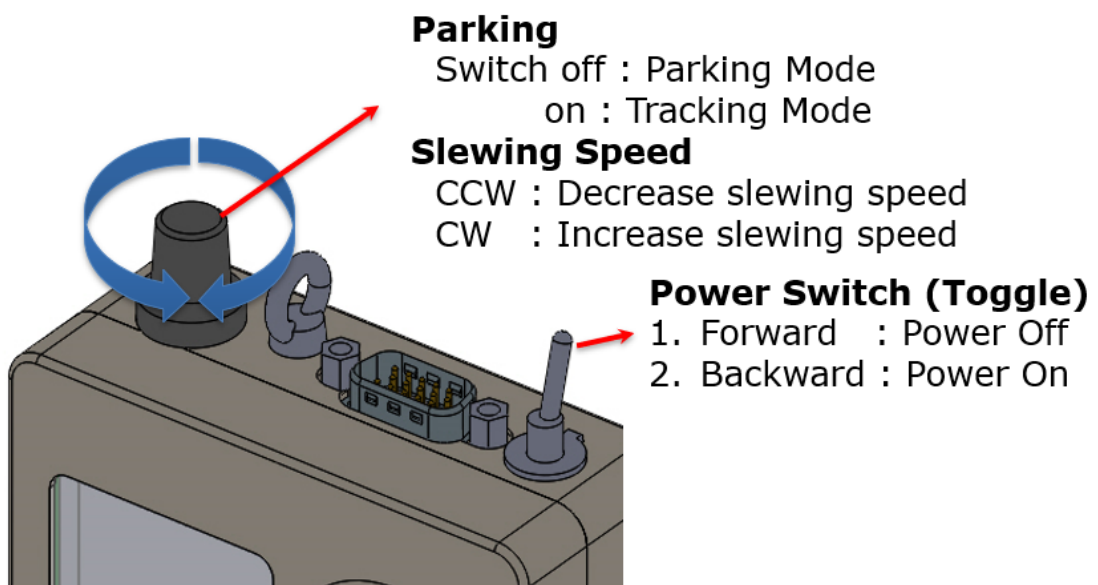 Parking
Switch off : Parking Mode
on : Tracking Mode
Slewing Speed
CCW : Decrease slewing speed
CW : Increase slewing speed
Power Switch (Toggle)
1. Forward : Power Off
2. Backward : Power On